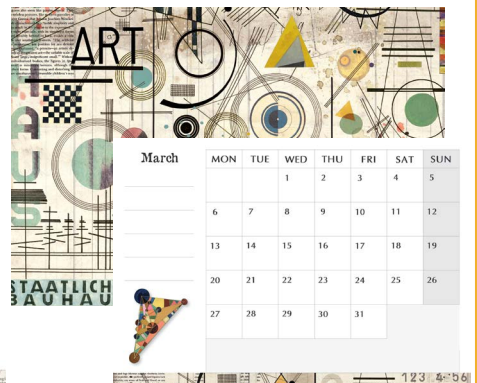 ART
March
MON TUE WED THU FRI SAT SUN
1 2 3 4 5
6 7 8 9 10 11 12
13 14 15 16 17 18 19
20 21 22 23 24 25 26
27 28 29 30 31
AUS
STAATLICH
BAUHAU
123 4-56